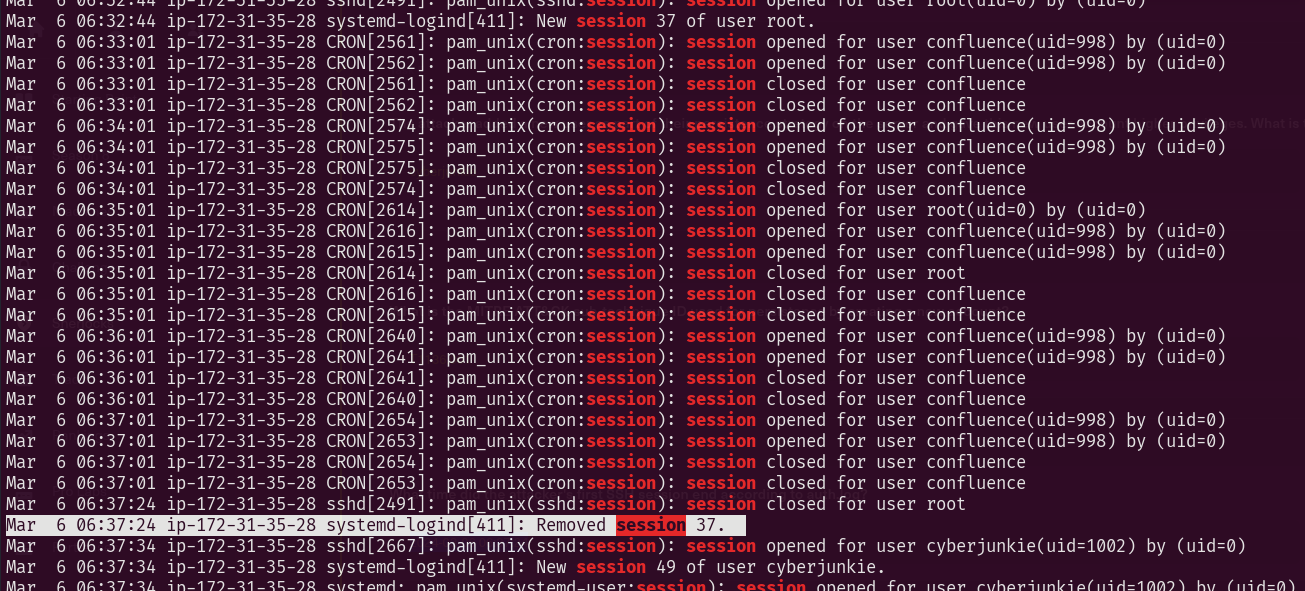 Mar  6 06:32:44 ip-172-31-35-28 sshd[2491]: pam_unix(sshd:session): session opened for user root(uid=0) by (uid=0)
Mar  6 06:32:44 ip-172-31-35-28 systemd-logind[411]: New session 37 of user root.
Mar  6 06:33:01 ip-172-31-35-28 CRON[2561]: pam_unix(cron:session): session opened for user confluence(uid=998) by (uid=0)
Mar  6 06:33:01 ip-172-31-35-28 CRON[2562]: pam_unix(cron:session): session opened for user confluence(uid=998) by (uid=0)
Mar  6 06:33:01 ip-172-31-35-28 CRON[2561]: pam_unix(cron:session): session closed for user confluence
Mar  6 06:33:01 ip-172-31-35-28 CRON[2562]: pam_unix(cron:session): session closed for user confluence
Mar  6 06:34:01 ip-172-31-35-28 CRON[2574]: pam_unix(cron:session): session opened for user confluence(uid=998) by (uid=0)
Mar  6 06:34:01 ip-172-31-35-28 CRON[2575]: pam_unix(cron:session): session opened for user confluence(uid=998) by (uid=0)
Mar  6 06:34:01 ip-172-31-35-28 CRON[2575]: pam_unix(cron:session): session closed for user confluence
Mar  6 06:34:01 ip-172-31-35-28 CRON[2574]: pam_unix(cron:session): session closed for user confluence
Mar  6 06:35:01 ip-172-31-35-28 CRON[2614]: pam_unix(cron:session): session opened for user root(uid=0) by (uid=0)
Mar  6 06:35:01 ip-172-31-35-28 CRON[2616]: pam_unix(cron:session): session opened for user confluence(uid=998) by (uid=0)
Mar  6 06:35:01 ip-172-31-35-28 CRON[2615]: pam_unix(cron:session): session opened for user confluence(uid=998) by (uid=0)
Mar  6 06:35:01 ip-172-31-35-28 CRON[2614]: pam_unix(cron:session): session closed for user root
Mar  6 06:35:01 ip-172-31-35-28 CRON[2616]: pam_unix(cron:session): session closed for user confluence
Mar  6 06:35:01 ip-172-31-35-28 CRON[2615]: pam_unix(cron:session): session closed for user confluence
Mar  6 06:36:01 ip-172-31-35-28 CRON[2640]: pam_unix(cron:session): session opened for user confluence(uid=998) by (uid=0)
Mar  6 06:36:01 ip-172-31-35-28 CRON[2641]: pam_unix(cron:session): session opened for user confluence(uid=998) by (uid=0)
Mar  6 06:36:01 ip-172-31-35-28 CRON[2641]: pam_unix(cron:session): session closed for user confluence
Mar  6 06:36:01 ip-172-31-35-28 CRON[2640]: pam_unix(cron:session): session closed for user confluence
Mar  6 06:37:01 ip-172-31-35-28 CRON[2654]: pam_unix(cron:session): session opened for user confluence(uid=998) by (uid=0)
Mar  6 06:37:01 ip-172-31-35-28 CRON[2653]: pam_unix(cron:session): session opened for user confluence(uid=998) by (uid=0)
Mar  6 06:37:01 ip-172-31-35-28 CRON[2654]: pam_unix(cron:session): session closed for user confluence
Mar  6 06:37:01 ip-172-31-35-28 CRON[2653]: pam_unix(cron:session): session closed for user confluence
Mar  6 06:37:24 ip-172-31-35-28 sshd[2491]: pam_unix(sshd:session): session closed for user root
Mar  6 06:37:24 ip-172-31-35-28 systemd-logind[411]: Removed session 37.
Mar  6 06:37:34 ip-172-31-35-28 sshd[2667]: pam_unix(sshd:session): session opened for user cyberjunkie(uid=1002) by (uid=0)
Mar  6 06:37:34 ip-172-31-35-28 systemd-logind[411]: New session 49 of user cyberjunkie.
Mar  6 06:37:34 ip-172-31-35-28 systemd: pam_unix(systemd-user:session): session opened for user cyberjunkie(uid=1002) by (uid=0)